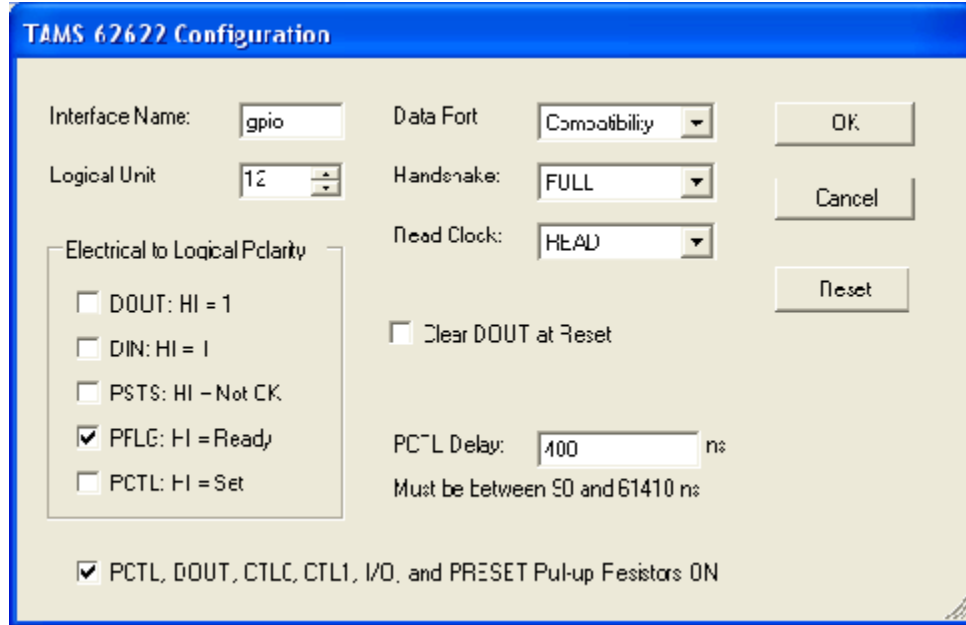 TAMS 62622 Configuration
Interface Name: gpio
Logical Unit 12
Electrical to Logical Polarity
DOUT: HI = 1
DIN: HI = 1
PSTS: HI = Not OK
PFLG: HI = Ready
PCTL: HI = Set
Data Port Compatibility
Handshake: FULL
Read Clock: READ
Clear DOUT at Reset
PCTL Delay: 400 ns
Must be between 90 and 61410 ns
OK
Cancel
Reset
PCTL, DOUT, CTL0, CTL1, I/O, and PRESET Pull-up Resistors ON